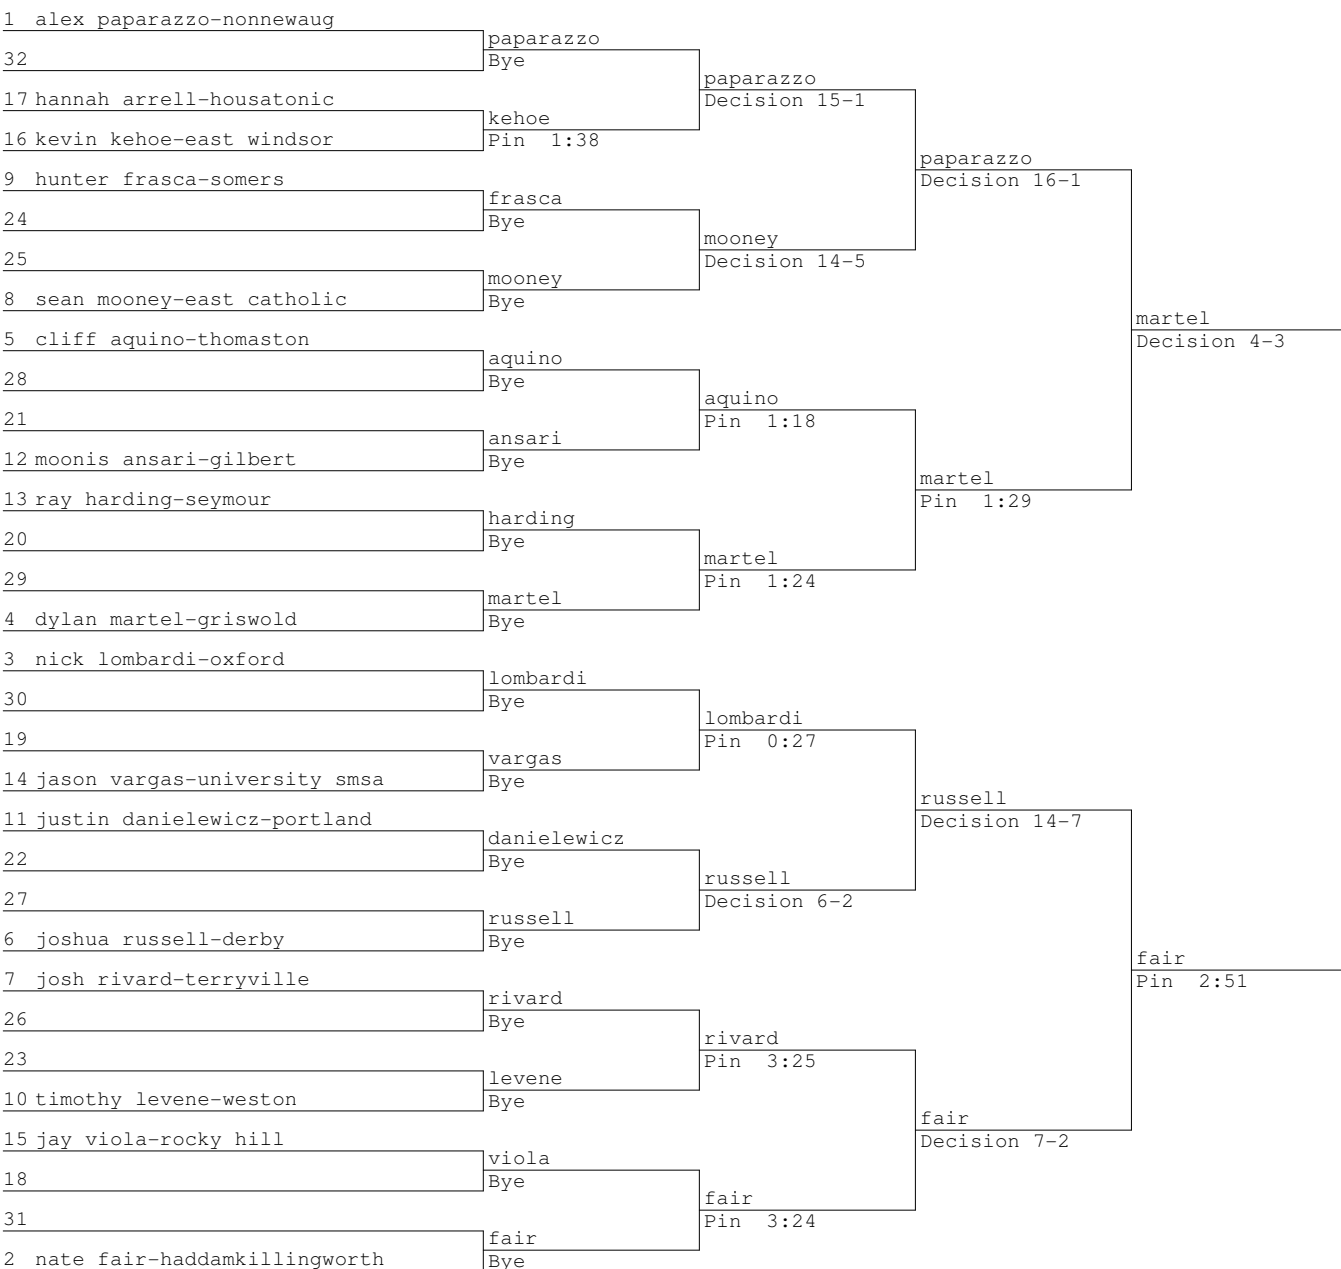 1 alex paparazzo-nonnewaug
paparazzo
32
Bye
paparazzo
17 hannah arrell-housatonic
Decision 15-1
kehoe
16 kevin kehoe-east windsor
Pin 1:38
paparazzo
9 hunter frasca-somers
Decision 16-1
frasca
24
Bye
mooney
25
Decision 14-5
mooney
8 sean mooney-east catholic
Bye
martel
5 cliff aquino-thomaston
Decision 4-3
aquino
28
Bye
aquino
21
Pin 1:18
ansari
12 moonis ansari-gilbert
Bye
martel
13 ray harding-seymour
Pin 1:29
harding
20
Bye
martel
29
Pin 1:24
martel
4 dylan martel-griswold
Bye
3 nick lombardi-oxford
lombardi
30
Bye
lombardi
19
Pin 0:27
vargas
14 jason vargas-university smsa
Bye
russell
11 justin danielewicz-portland
Decision 14-7
danielewicz
22
Bye
russell
27
Decision 6-2
russell
6 joshua russell-derby
Bye
fair
7 josh rivard-terryville
Pin 2:51
rivard
26
Bye
rivard
23
Pin 3:25
levene
10 timothy levene-weston
Bye
fair
15 jay viola-rocky hill
Decision 7-2
viola
18
Bye
fair
31
Pin 3:24
fair
2 nate fair-haddamkillingworth
Bye